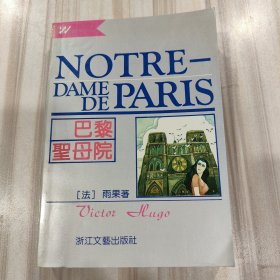 W
NOTRE-
DAME
DE PARIS
巴黎
聖母院
[法] 雨果著
Victor Hugo
浙江文藝出版社